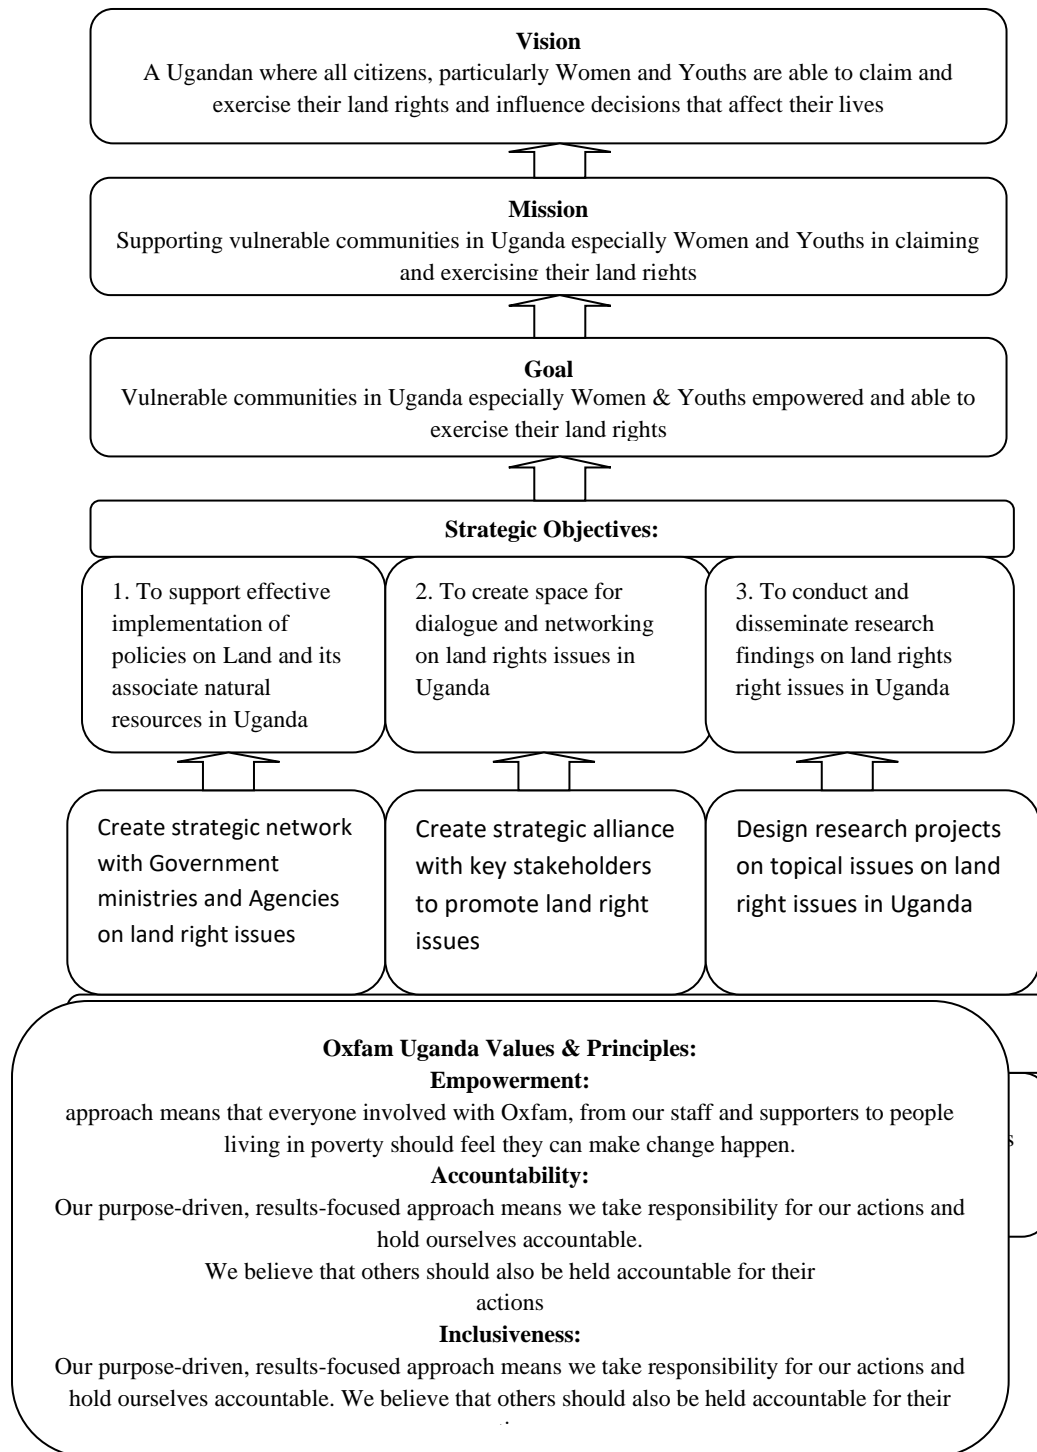 Vision
A Ugandan where all citizens, particularly Women and Youths are able to claim and
exercise their land rights and influence decisions that affect their lives
Mission
Supporting vulnerable communities in Uganda especially Women and Youths in claiming
and exercising their land rights
Goal
Vulnerable communities in Uganda especially Women & Youths empowered and able to
exercise their land rights
Strategic Objectives:
1. To support effective
implementation of
policies on Land and its
associate natural
resources in Uganda
2. To create space for
dialogue and networking
on land rights issues in
Uganda
3. To conduct and
disseminate research
findings on land rights
right issues in Uganda
Create strategic network
with Government
ministries and Agencies
on land right issues
Create strategic alliance
with key stakeholders
to promote land right
issues
Design research projects
on topical issues on land
right issues in Uganda
Oxfam Uganda Values & Principles:
Empowerment:
approach means that everyone involved with Oxfam, from our staff and supporters to people
living in poverty should feel they can make change happen.
Accountability:
Our purpose-driven, results-focused approach means we take responsibility for our actions and
hold ourselves accountable.
We believe that others should also be held accountable for their
actions
Inclusiveness:
Our purpose-driven, results-focused approach means we take responsibility for our actions and
hold ourselves accountable. We believe that others should also be held accountable for their